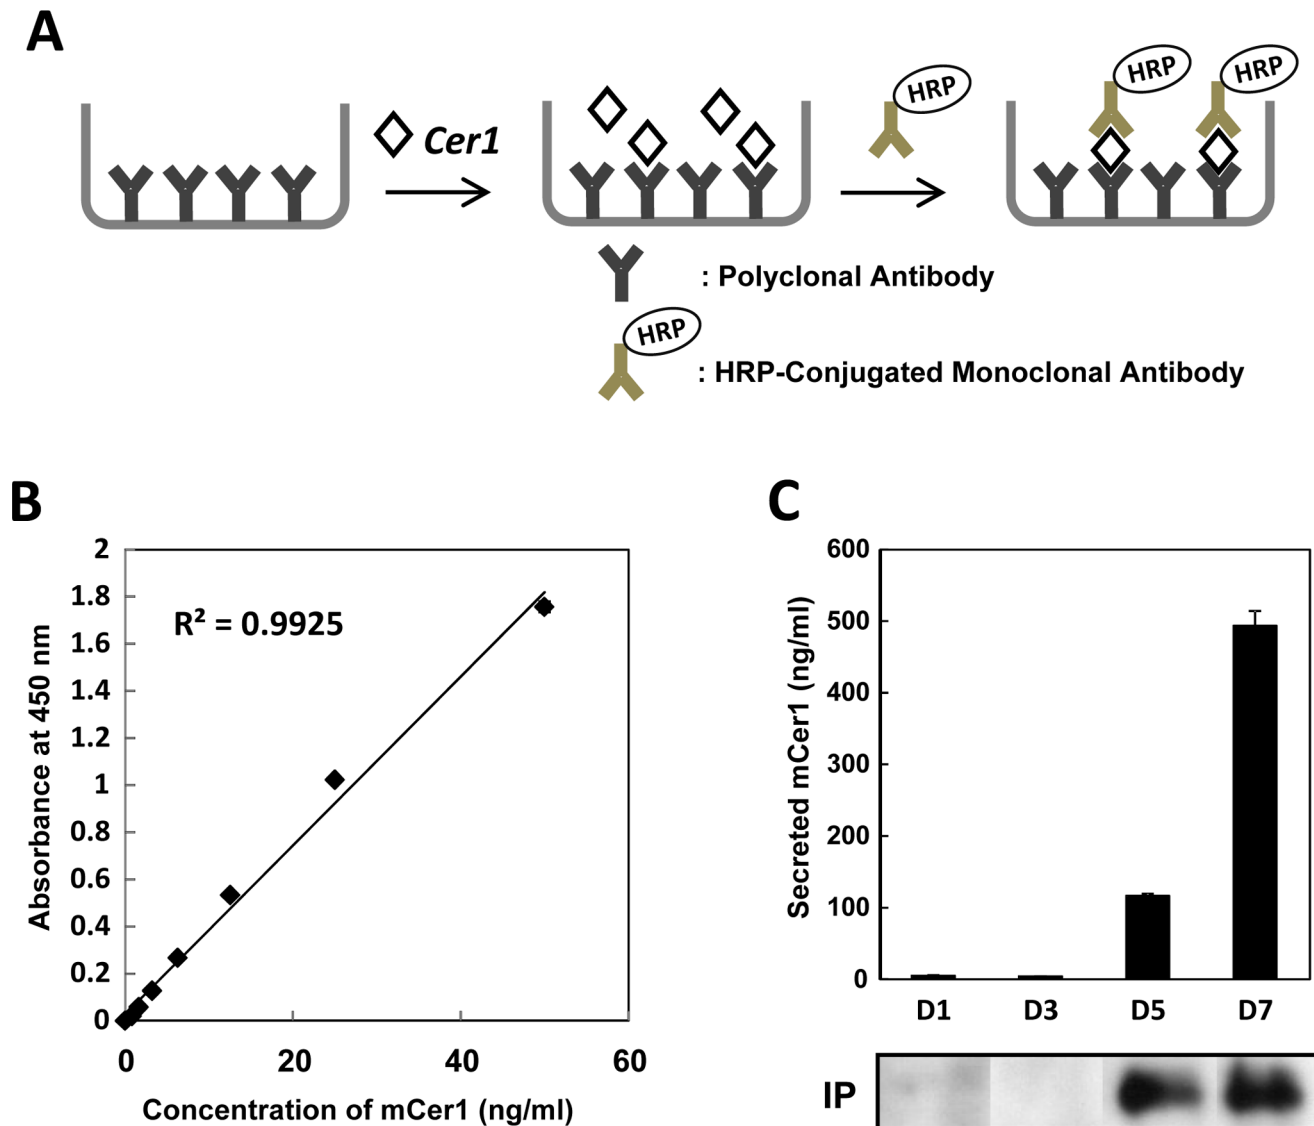 A
Cer1
HRP
HRP
HRP
: Polyclonal Antibody
HRP
: HRP-Conjugated Monoclonal Antibody
B
2
1.8
1.6
1.4
1.2
1
0.8
0.6
0.4
0.2
0
R² = 0.9925
Absorbance at 450 nm
0
20
40
60
Concentration of mCer1 (ng/ml)
C
600
500
400
300
200
100
0
Secreted mCer1 (ng/ml)
D1
D3
D5
D7
IP